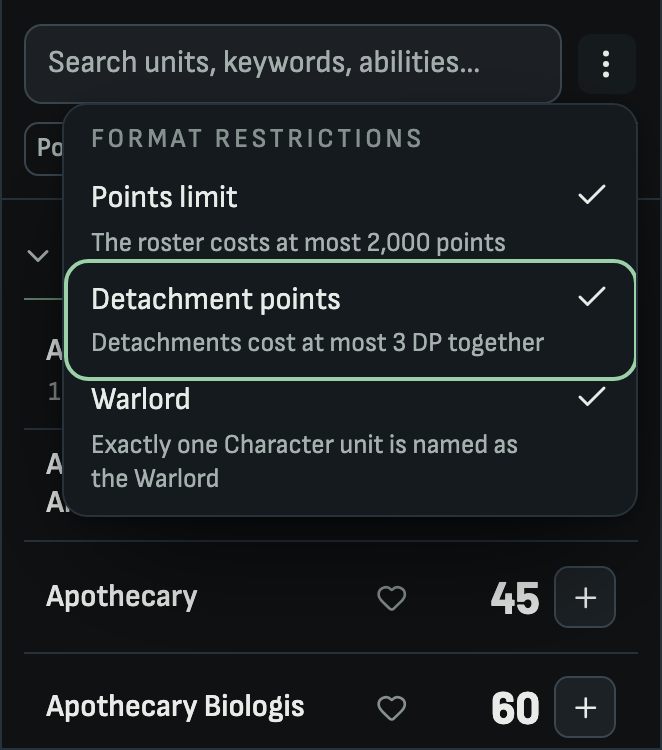 Search units, keywords, abilities...
Po
FORMAT RESTRICTIONS
Points limit
The roster costs at most 2,000 points
Detachment points
Detachments cost at most 3 DP together
A
1
Warlord
Exactly one Character unit is named as
the Warlord
A
A
Apothecary 45 +
Apothecary Biologis 60 +